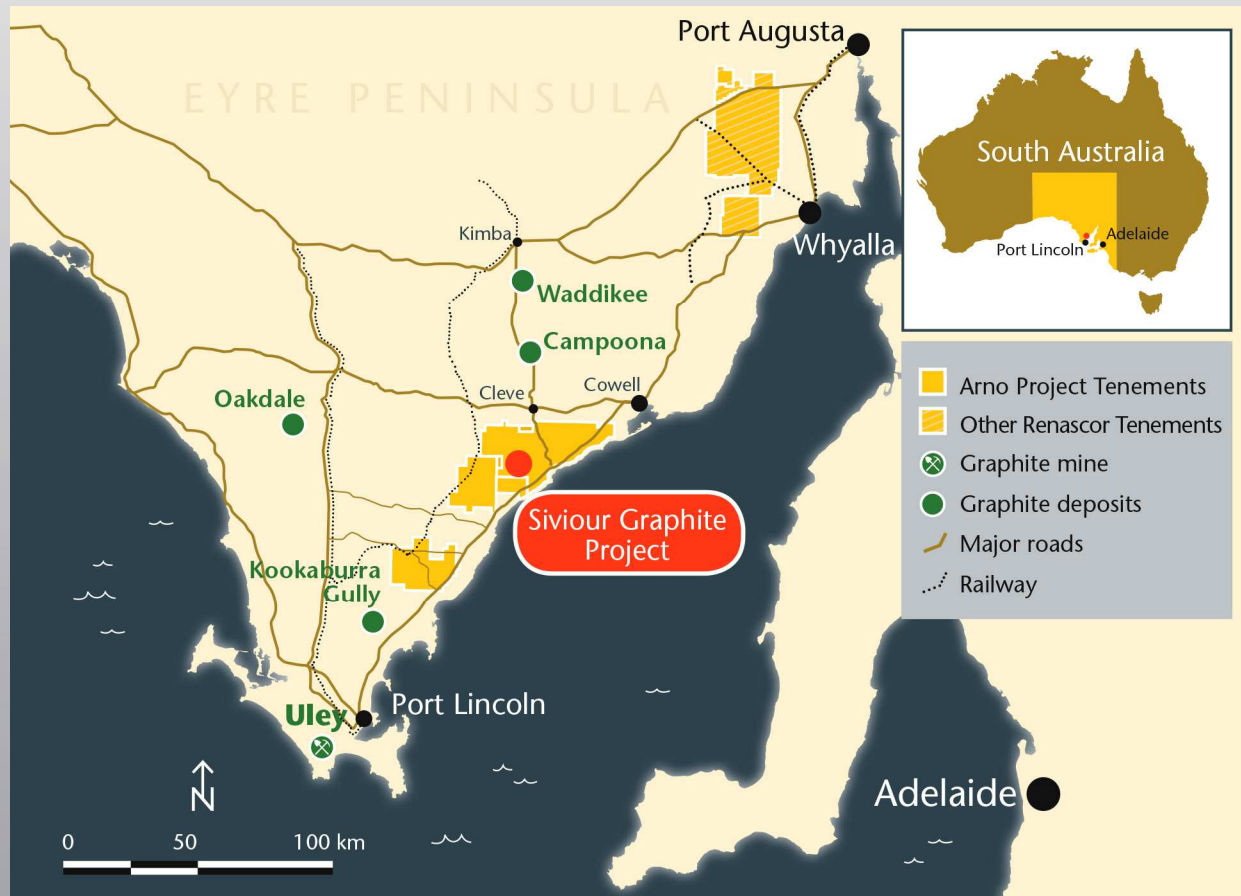 Port Augusta
EYRE PENINSULA
South Australia
Adelaide
Port Lincoln
Kimba
Whyalla
Waddikee
Campoona
Cleve
Cowell
Oakdale
Arno Project Tenements
Other Renascor Tenements
Graphite mine
Graphite deposits
Major roads
Railway
Siviour Graphite
Project
Kookaburra
Gully
Port Lincoln
Uley
N
Adelaide
0 50 100 km